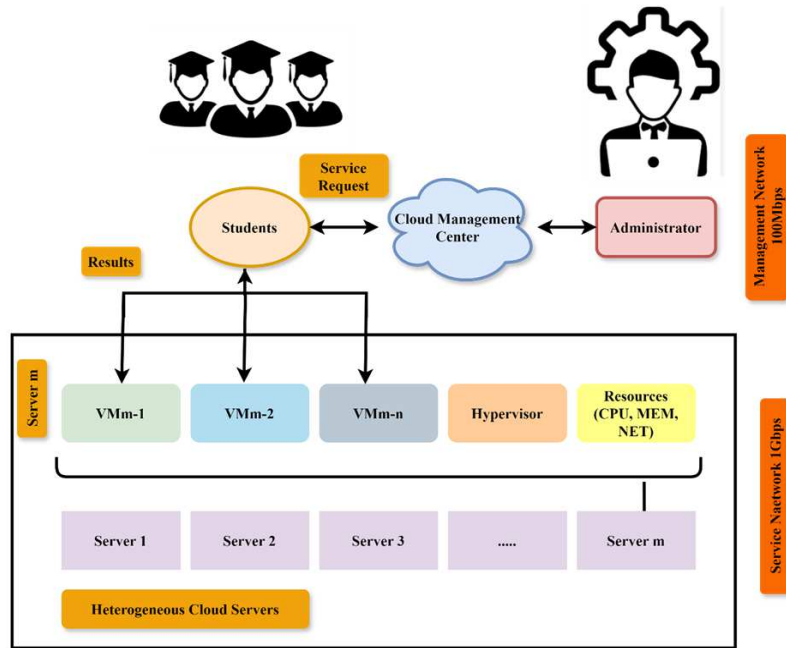 Service
Request
Students
Cloud Management
Center
Administrator
Management Network
100Mbps
Results
Server m
VMm-1
VMm-2
VMm-n
Hypervisor
Resources
(CPU, MEM,
NET)
Service Naetwork 1Gbps
Server 1
Server 2
Server 3
.....
Server m
Heterogeneous Cloud Servers